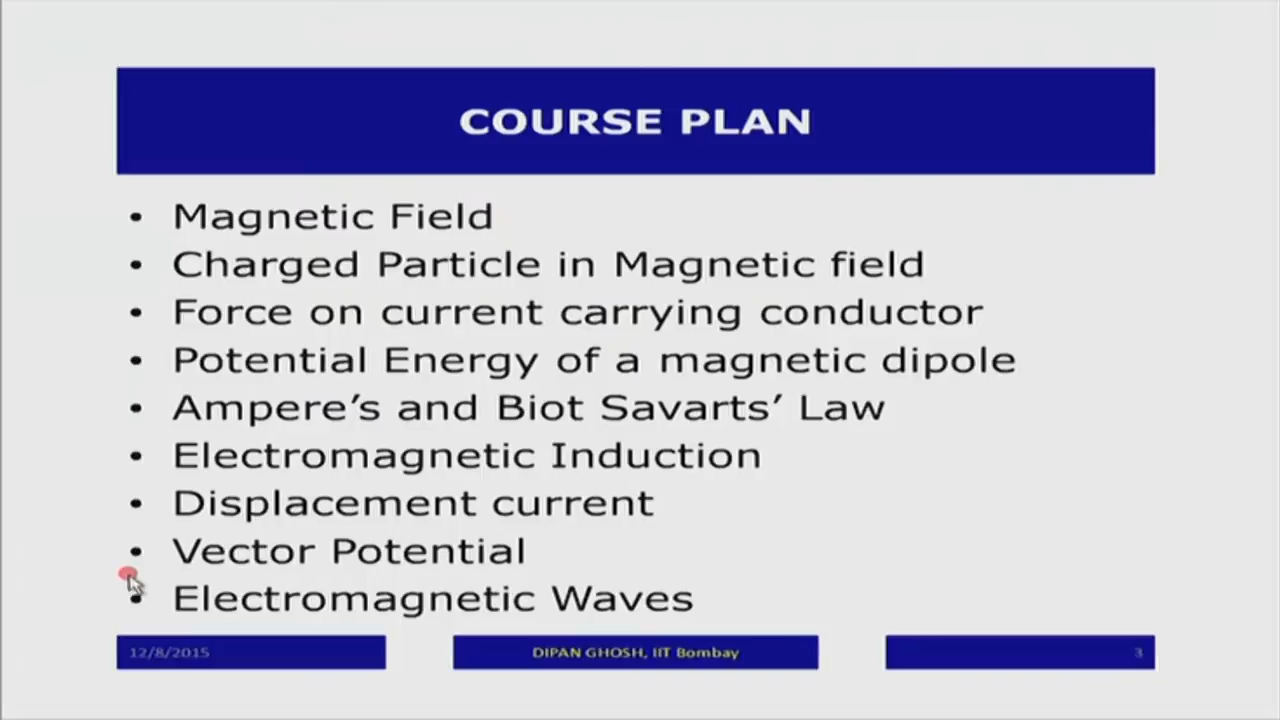 COURSE PLAN
• Magnetic Field
• Charged Particle in Magnetic field
• Force on current carrying conductor
• Potential Energy of a magnetic dipole
• Ampere’s and Biot Savarts’ Law
• Electromagnetic Induction
• Displacement current
• Vector Potential
• Electromagnetic Waves
12/8/2015
DIPAN GHOSH, IIT Bombay
3